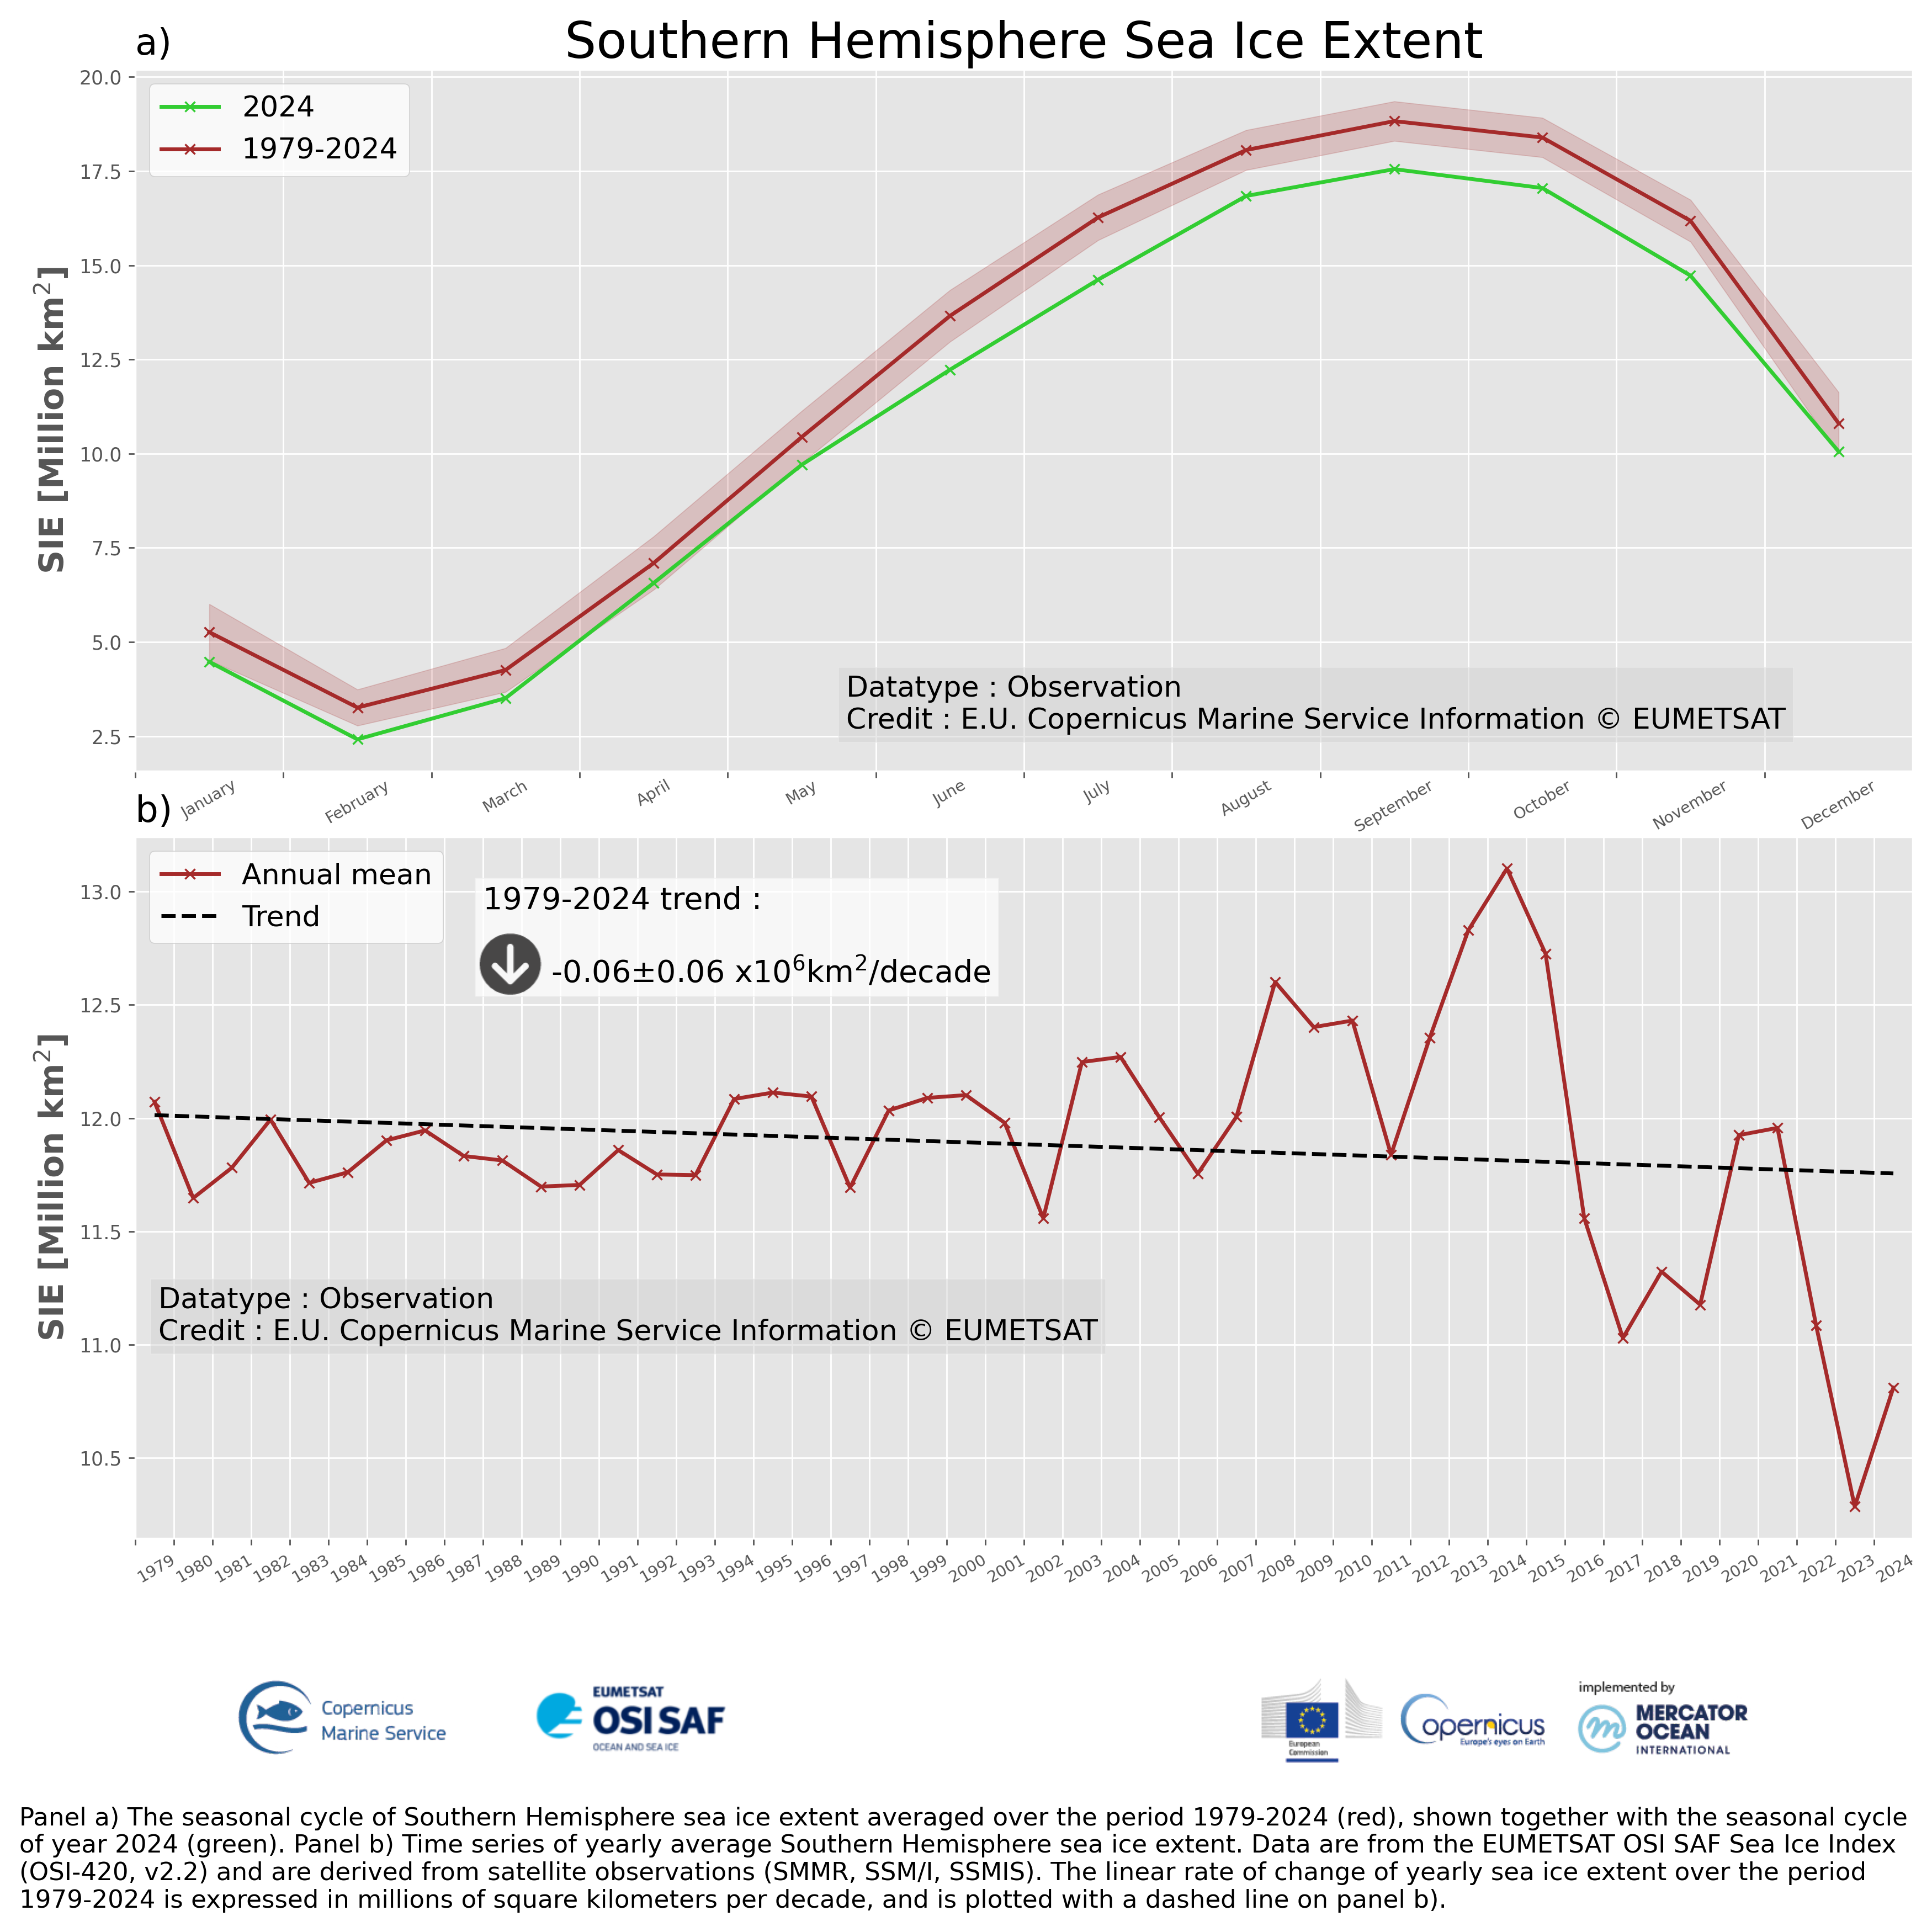 Southern Hemisphere Sea Ice Extent
a)
2024
1979-2024
SIE [Million km²]
20.0
17.5
15.0
12.5
10.0
7.5
5.0
2.5
Datatype : Observation
Credit : E.U. Copernicus Marine Service Information © EUMETSAT
January February March April May June July August September October November December
b)
Annual mean
Trend
1979-2024 trend :
-0.06±0.06 x10⁶km²/decade
SIE [Million km²]
13.0
12.5
12.0
11.5
11.0
10.5
Datatype : Observation
Credit : E.U. Copernicus Marine Service Information © EUMETSAT
1979 1980 1981 1982 1983 1984 1985 1986 1987 1988 1989 1990 1991 1992 1993 1994 1995 1996 1997 1998 1999 2000 2001 2002 2003 2004 2005 2006 2007 2008 2009 2010 2011 2012 2013 2014 2015 2016 2017 2018 2019 2020 2021 2022 2023 2024
Copernicus
Marine Service
EUMETSAT
OSI SAF
OCEAN AND SEA ICE
European
Commission
opernicus
Europe's eyes on Earth
implemented by
MERCATOR
OCEAN
INTERNATIONAL
Panel a) The seasonal cycle of Southern Hemisphere sea ice extent averaged over the period 1979-2024 (red), shown together with the seasonal cycle
of year 2024 (green). Panel b) Time series of yearly average Southern Hemisphere sea ice extent. Data are from the EUMETSAT OSI SAF Sea Ice Index
(OSI-420, v2.2) and are derived from satellite observations (SMMR, SSM/I, SSMIS). The linear rate of change of yearly sea ice extent over the period
1979-2024 is expressed in millions of square kilometers per decade, and is plotted with a dashed line on panel b).